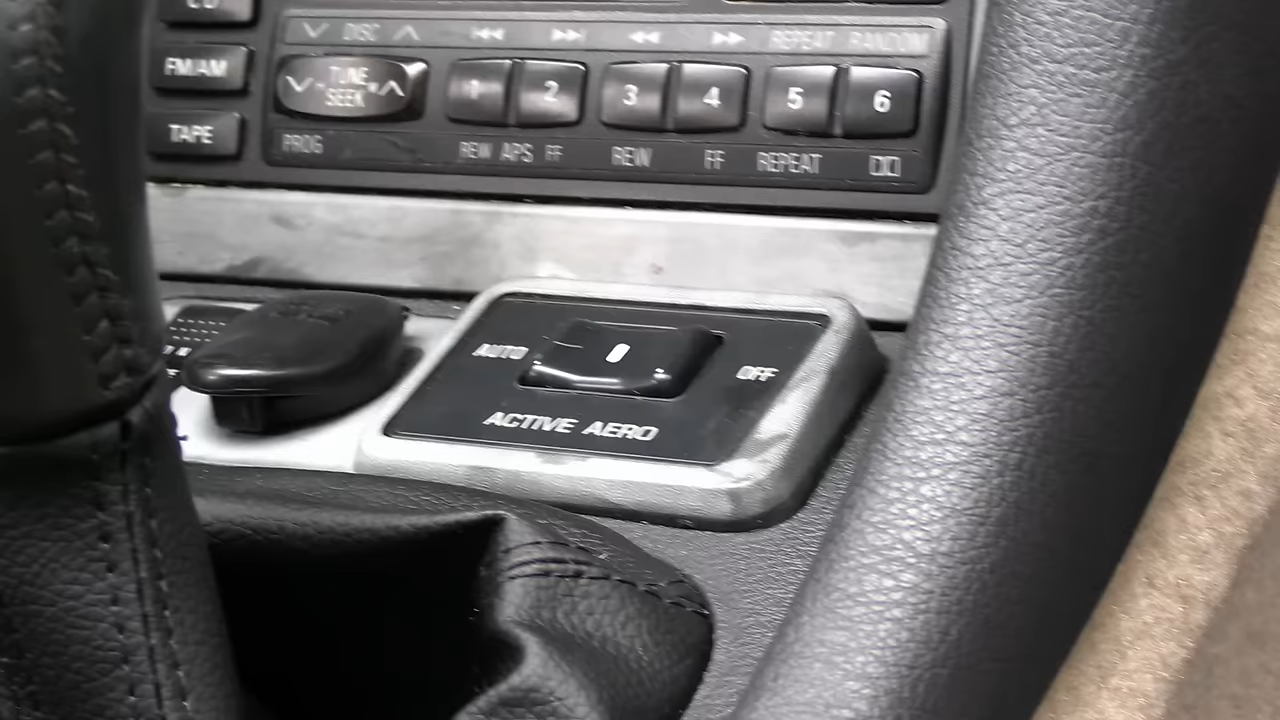 CD
DISC
REPEAT RANDOM
FM/AM
TUNE
SEEK
1 2 3 4 5 6
TAPE
PROG
REW APS FF REW FF REPEAT
AUTO
OFF
ACTIVE AERO